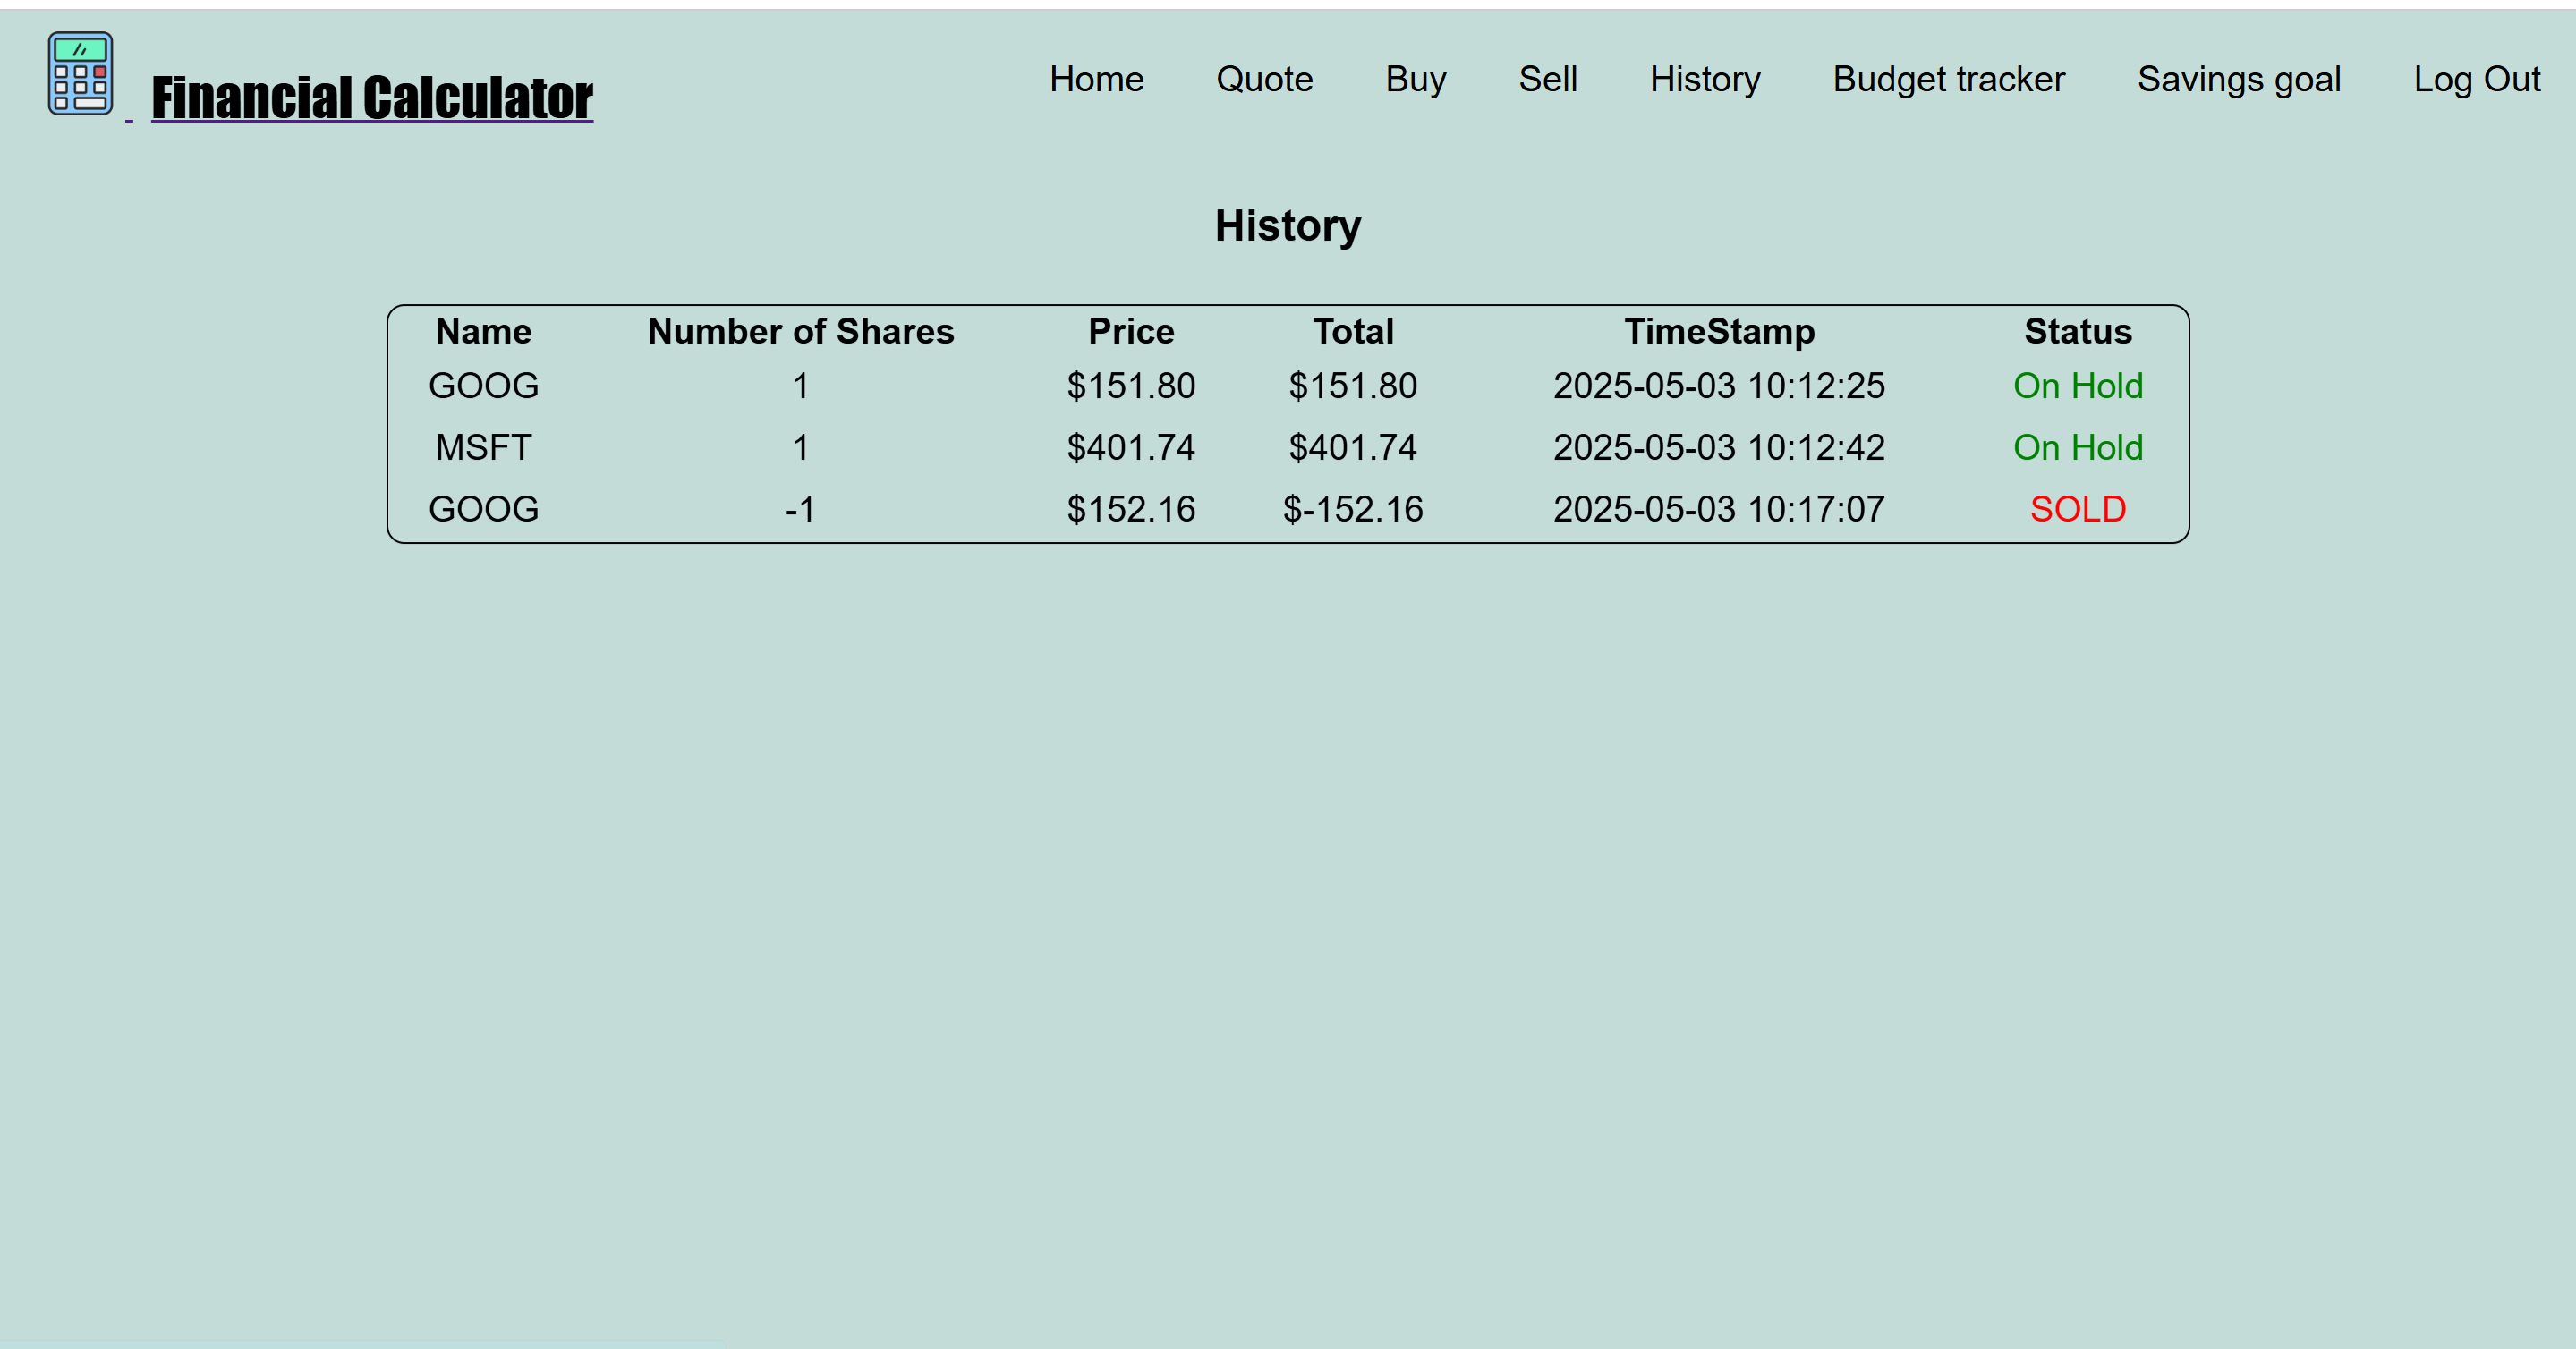 Financial Calculator
Home Quote Buy Sell History Budget tracker Savings goal Log Out
History
Name Number of Shares Price Total TimeStamp Status
GOOG 1 $151.80 $151.80 2025-05-03 10:12:25 On Hold
MSFT 1 $401.74 $401.74 2025-05-03 10:12:42 On Hold
GOOG -1 $152.16 $-152.16 2025-05-03 10:17:07 SOLD